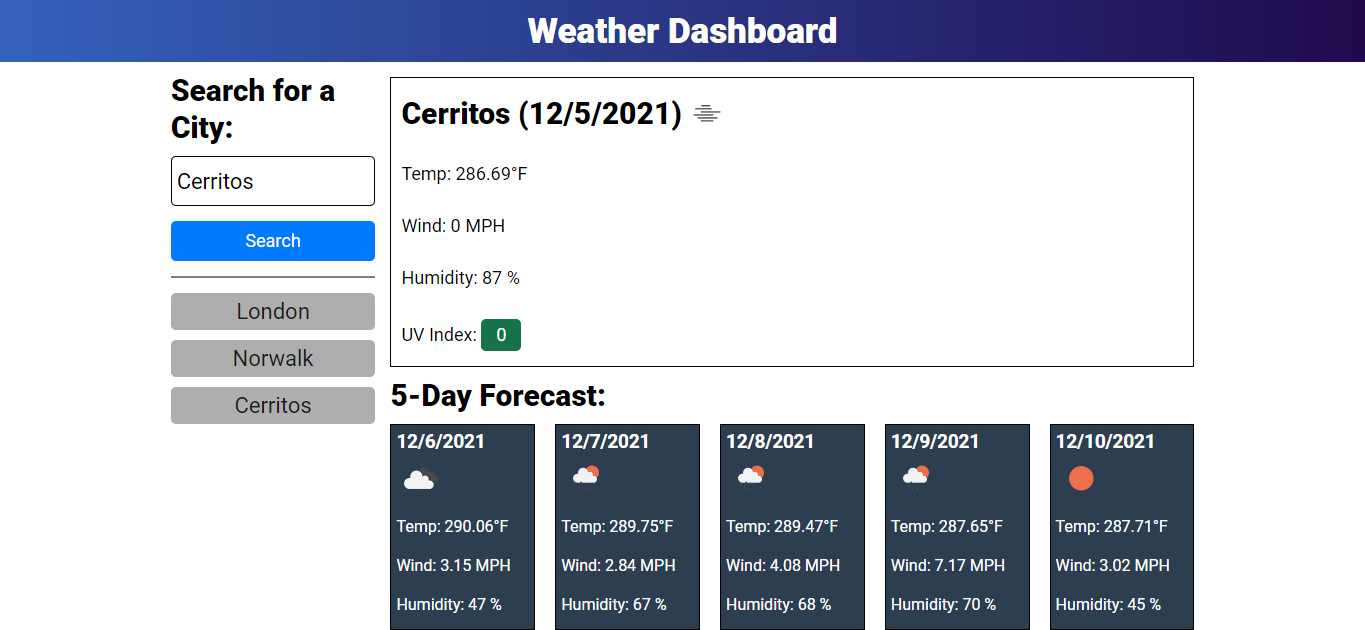 Weather Dashboard
Search for a
City:
Cerritos
Search
London
Norwalk
Cerritos
Cerritos (12/5/2021)
Temp: 286.69°F
Wind: 0 MPH
Humidity: 87 %
UV Index: 0
5-Day Forecast:
12/6/2021
Temp: 290.06°F
Wind: 3.15 MPH
Humidity: 47 %
12/7/2021
Temp: 289.75°F
Wind: 2.84 MPH
Humidity: 67 %
12/8/2021
Temp: 289.47°F
Wind: 4.08 MPH
Humidity: 68 %
12/9/2021
Temp: 287.65°F
Wind: 7.17 MPH
Humidity: 70 %
12/10/2021
Temp: 287.71°F
Wind: 3.02 MPH
Humidity: 45 %